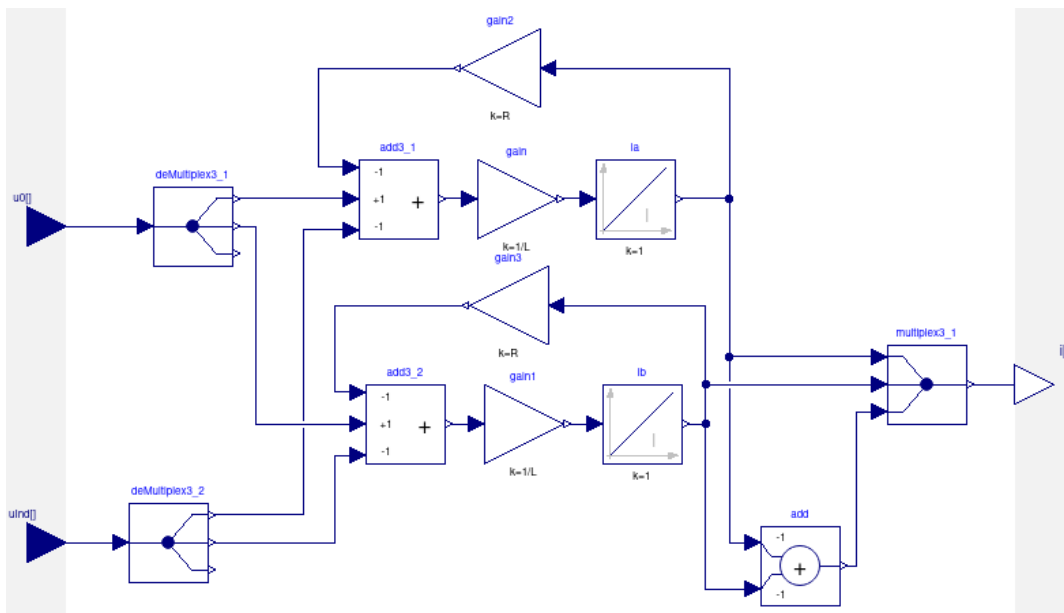 gain2
k=R
add3_1
-1
+1
-1
+
gain
k=1/L
Ia
I
k=1
deMultiplex3_1
u0[]
gain3
k=R
add3_2
-1
+1
-1
+
gain1
k=1/L
Ib
I
k=1
multiplex3_1
deMultiplex3_2
uInd[]
add
-1
+
-1